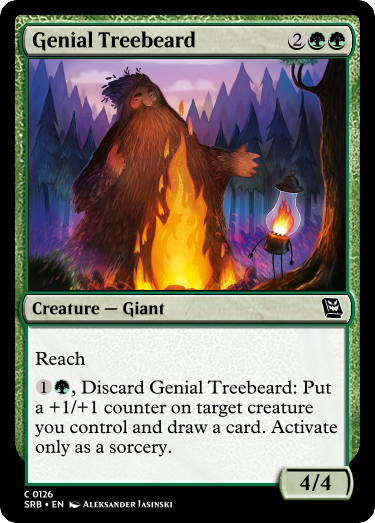 Genial Treebeard 2
Creature — Giant
Reach
1 , Discard Genial Treebeard: Put
a +1/+1 counter on target creature
you control and draw a card. Activate
only as a sorcery.
4/4
C 0126
SRB • EN Aleksander Jasinski